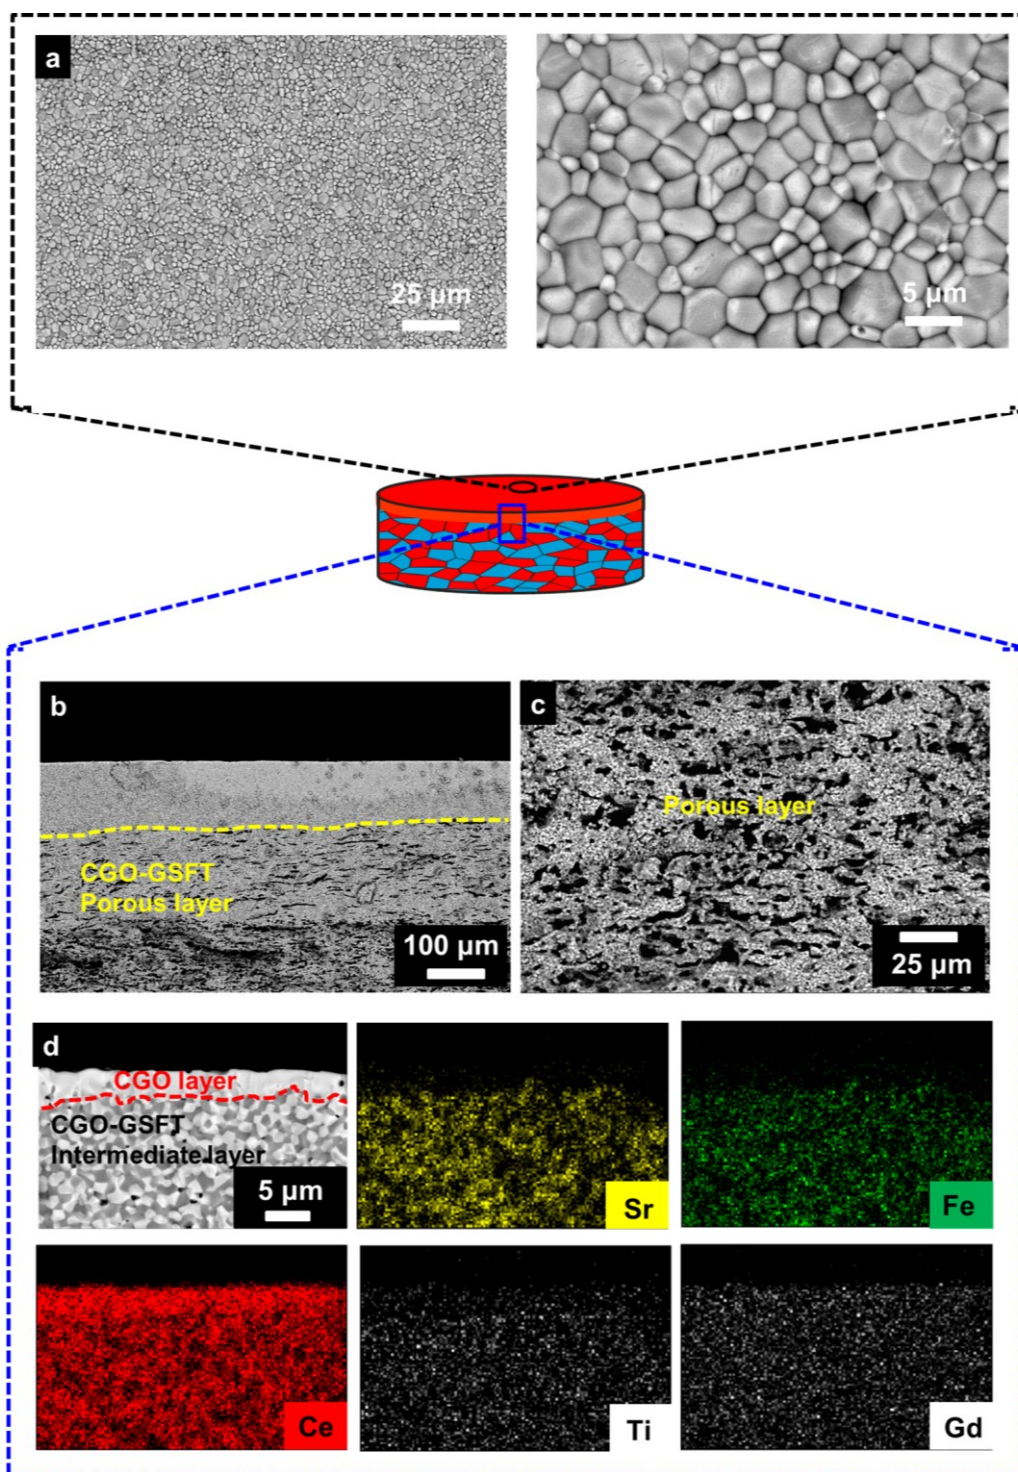 a
25 µm
5 µm
b
CGO-GSFT
Porous layer
100 µm
c
Porous layer
25 µm
d
CGO layer
CGO-GSFT
Intermediate layer
5 µm
Sr
Fe
Ce
Ti
Gd